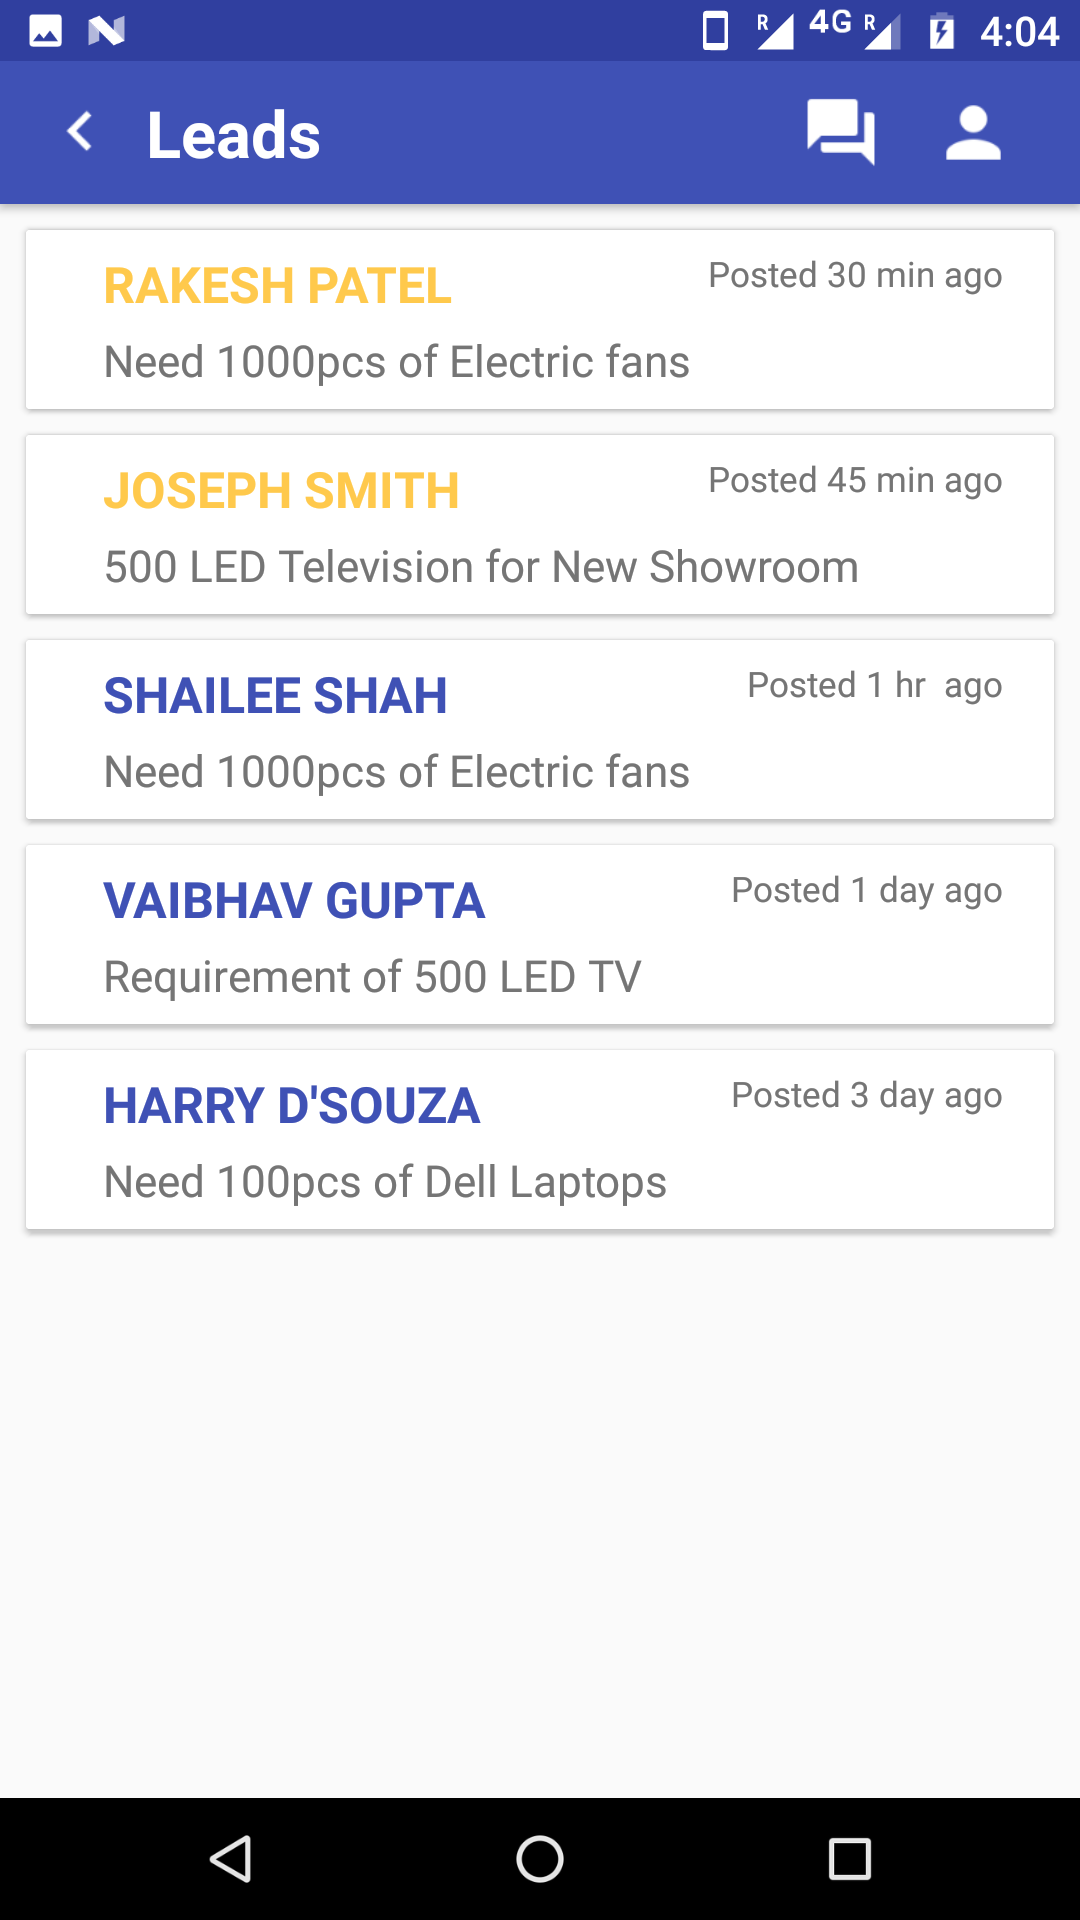 R 4G R 4:04
Leads
RAKESH PATEL Posted 30 min ago
Need 1000pcs of Electric fans
JOSEPH SMITH Posted 45 min ago
500 LED Television for New Showroom
SHAILEE SHAH Posted 1 hr  ago
Need 1000pcs of Electric fans
VAIBHAV GUPTA Posted 1 day ago
Requirement of 500 LED TV
HARRY D'SOUZA Posted 3 day ago
Need 100pcs of Dell Laptops